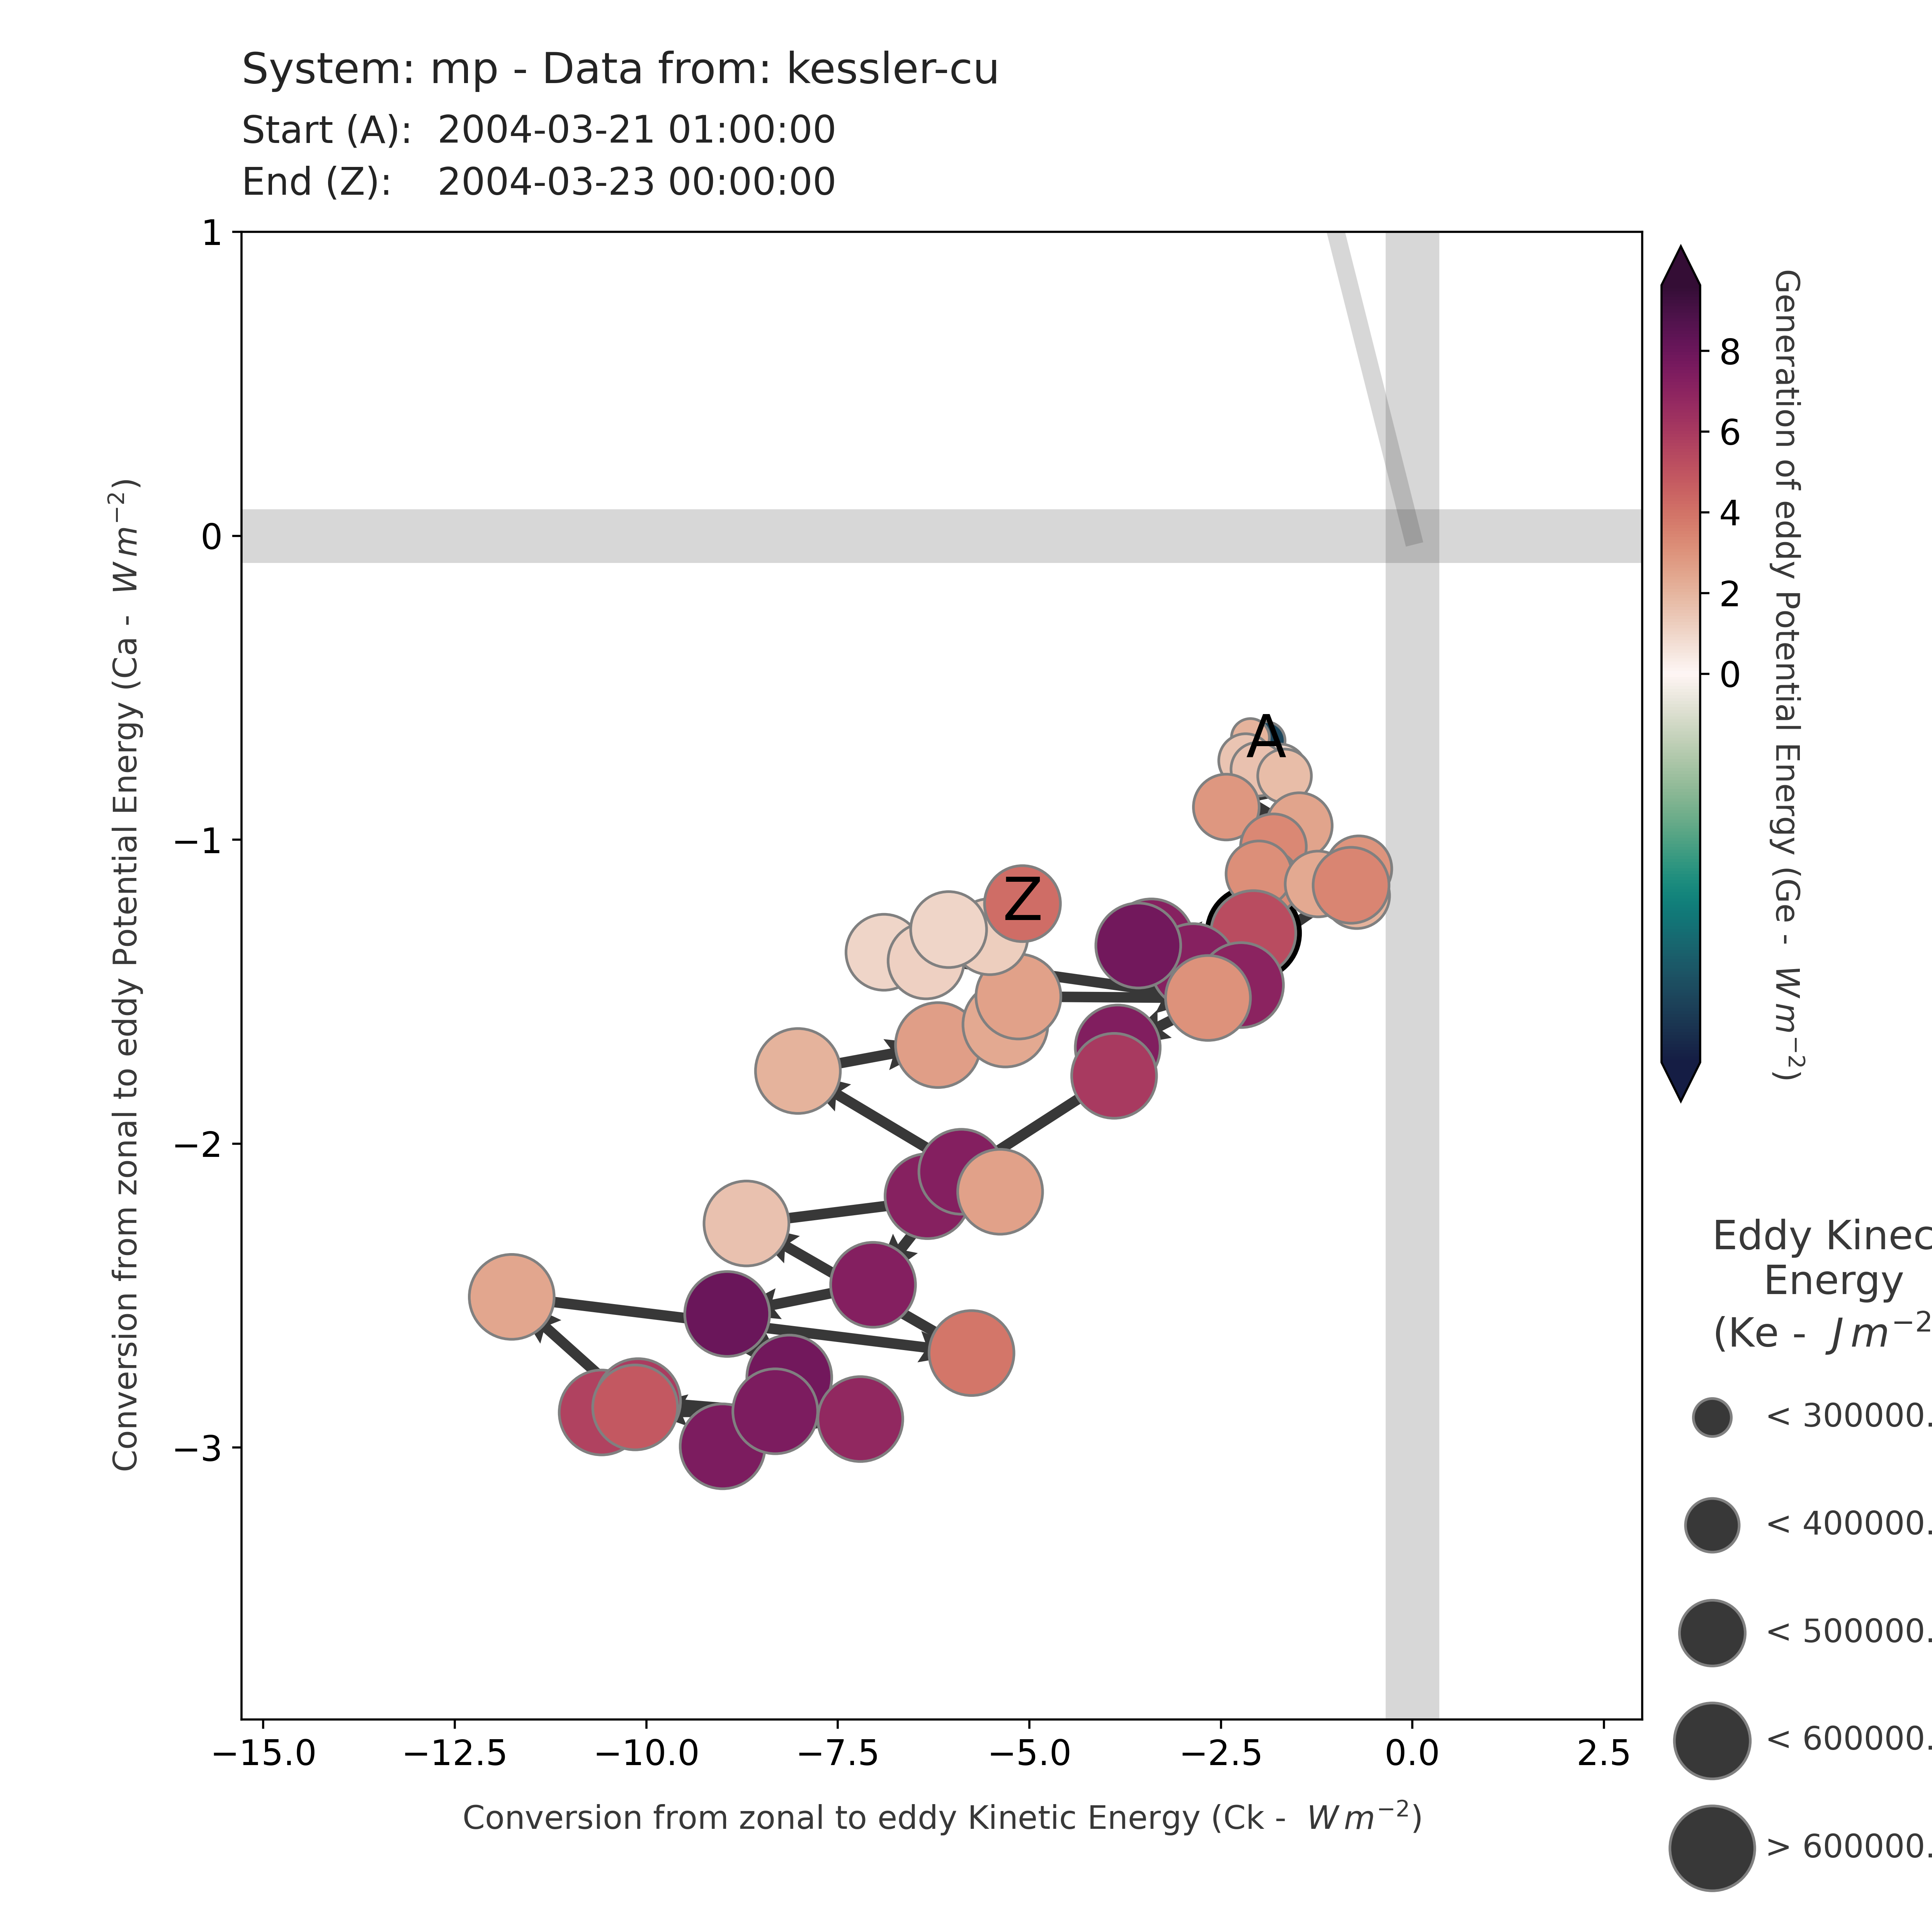 System: mp - Data from: kessler-cu
Start (A): 2004-03-21 01:00:00
End (Z): 2004-03-23 00:00:00
Conversion from zonal to eddy Potential Energy (Ca - W m⁻²)
1
0
−1
−2
−3
A
Z
−15.0
−12.5
−10.0
−7.5
−5.0
−2.5
0.0
2.5
Conversion from zonal to eddy Kinetic Energy (Ck - W m⁻²)
8
6
4
2
0
Generation of eddy Potential Energy (Ge - W m⁻²)
Eddy Kinec
Energy
(Ke - J m⁻²
< 300000.
< 400000.
< 500000.
< 600000.
> 600000.